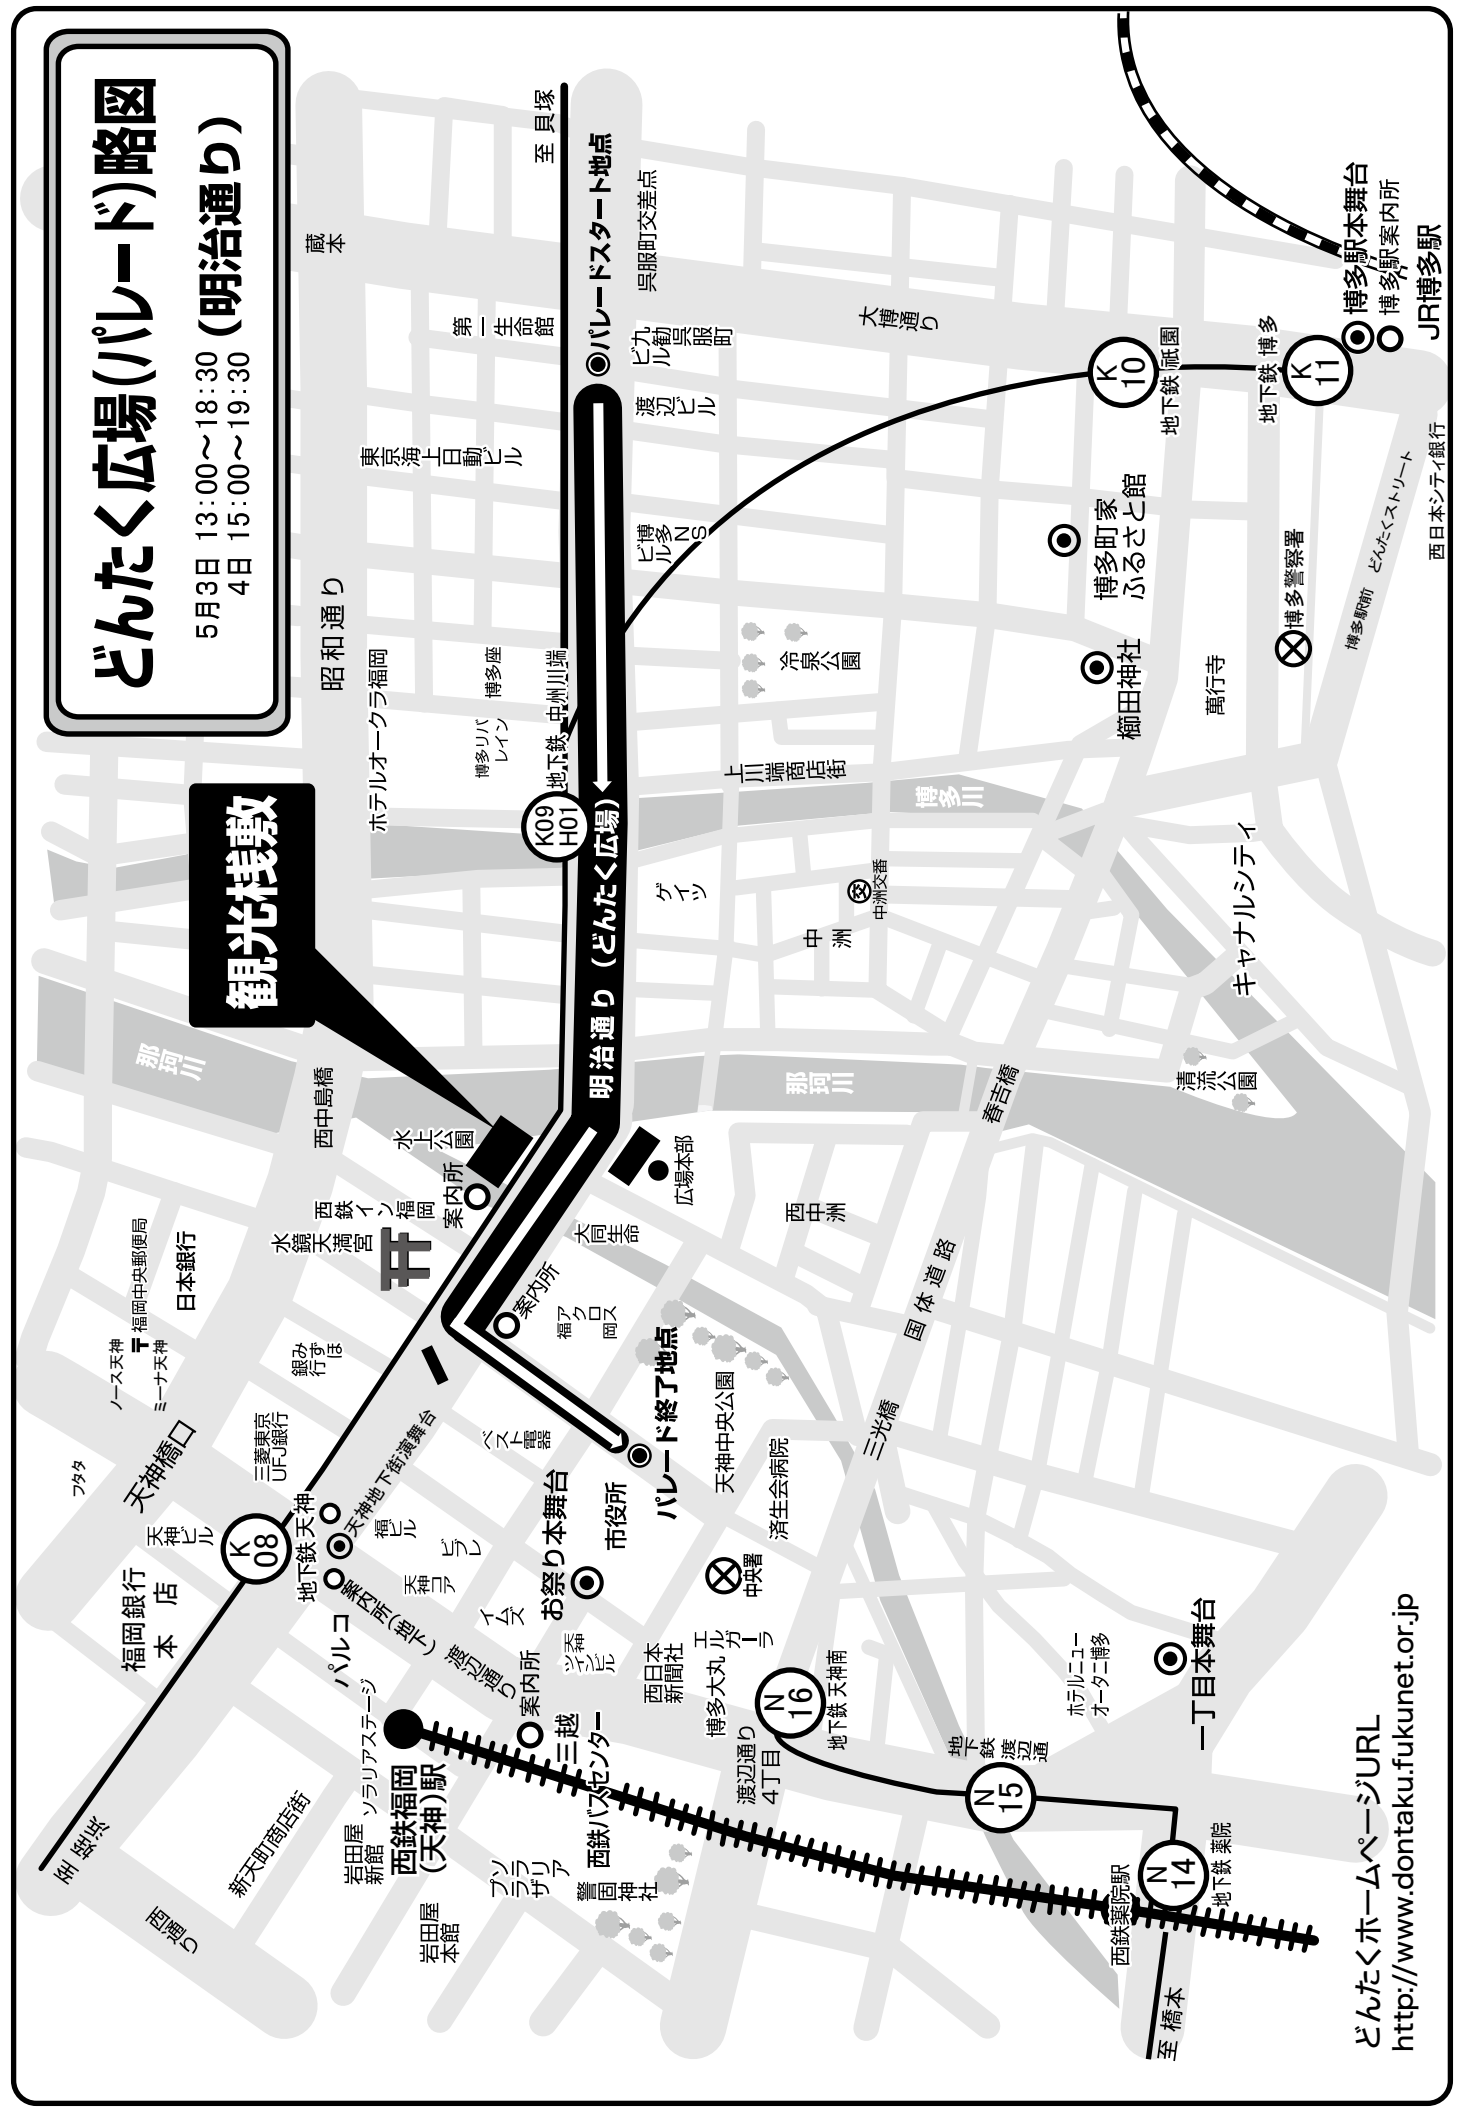 どんたく広場(パレード)略図
5月3日 13:00〜18:30
4日 15:00〜19:30
(明治通り)
観光桟敷
至 貝塚
パレードスタート地点
呉服町交差点
蔵本
第一生命館
九勧呉服町
ビル
大博通り
渡辺ビル
東京海上日動ビル
博多NS
ビル
昭和通り
ホテルオークラ福岡
博多座
博多リバ
レイン
地下鉄 中州川端
K09
H01
冷泉公園
上川端商店街
博多川
明治通り (どんたく広場)
ゲイツ
中洲交番
交
中洲
那珂川
那珂川
西中島橋
水上公園
案内所
西鉄イン福岡
水鏡天満宮
広場本部
大同生命
西中洲
春吉橋
清流公園
キャナルシティ
博多駅本舞台
博多駅案内所
JR博多駅
K
10
地下鉄 祇園
K
11
地下鉄 博多
博多町家
ふるさと館
櫛田神社
萬行寺
博多警察署
博多駅前 どんたくストリート
西日本シティ銀行
〒福岡中央郵便局
日本銀行
ノース天神
ミーナ天神
フタタ
天神橋口
みずほ
銀行
三菱東京
UFJ銀行
案内所
アクロス
福岡
国体道路
パレード終了地点
天神中央公園
済生会病院
三光橋
ベスト電器
天神地下街演舞台
お祭り本舞台
市役所
天神ビル
K
08
地下鉄 天神
福ビル
ビブレ
天神コア
イムズ
中央署
福岡銀行
本店
パルコ
案内所(地下)
渡辺通り
天神
ツインビル
エルガーラ
西日本
新聞社
博多大丸
N
16
地下鉄 天神南
渡辺通り
4丁目
案内所
三越
西鉄バスセンター
西鉄福岡
(天神)駅
ソラリアステージ
岩田屋
新館
岩田屋
本館
ソラリア
プラザ
警固神社
新天町商店街
西通り
至 姪浜
地下鉄 渡辺通
N
15
ホテルニュー
オータニ博多
一丁目本舞台
N
14
地下鉄 薬院
西鉄薬院駅
至 橋本
どんたくホームページURL
http://www.dontaku.fukunet.or.jp